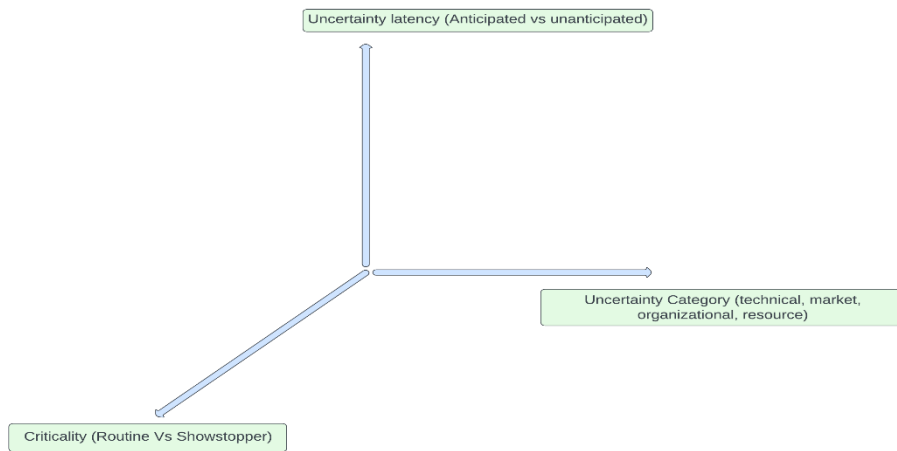 Uncertainty latency (Anticipated vs unanticipated)
Uncertainty Category (technical, market,
organizational, resource)
Criticality (Routine Vs Showstopper)